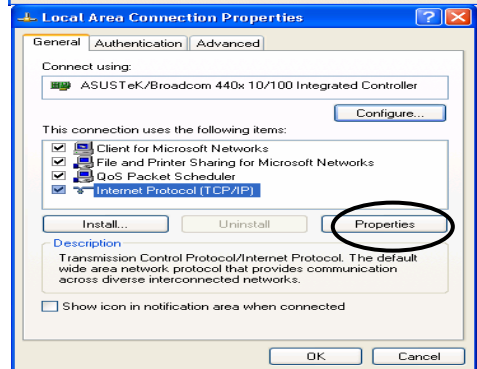 Local Area Connection Properties
General Authentication Advanced
Connect using:
ASUSTeK/Broadcom 440x 10/100 Integrated Controller
Configure...
This connection uses the following items:
Client for Microsoft Networks
File and Printer Sharing for Microsoft Networks
QoS Packet Scheduler
Internet Protocol (TCP/IP)
Install... Uninstall Properties
Description
Transmission Control Protocol/Internet Protocol. The default
wide area network protocol that provides communication
across diverse interconnected networks.
Show icon in notification area when connected
OK Cancel